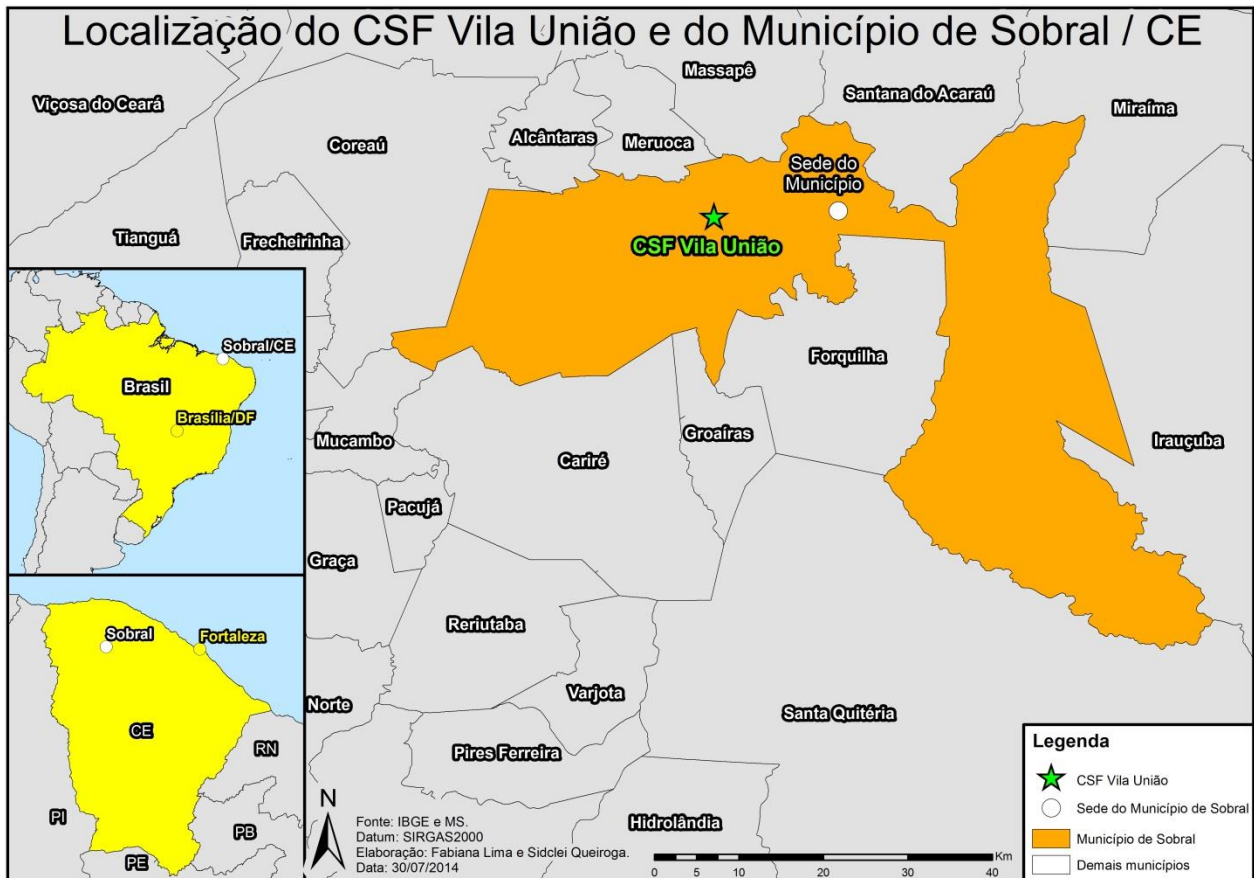 Localização do CSF Vila União e do Município de Sobral / CE
Massapê
Viçosa do Ceará
Santana do Acaraú
Miraíma
Alcântaras
Meruoca
Coreaú
Sede do
Município
Tianguá
Frecheirinha
CSF Vila União
Forquilha
Mucambo
Groaíras
Irauçuba
Cariré
Pacujá
Graça
Reriutaba
Varjota
Norte
Santa Quitéria
Pires Ferreira
Hidrolândia
Sobral/CE
Brasil
Brasília/DF
Sobral
Fortaleza
CE
RN
PI
PB
PE
N
Fonte: IBGE e MS.
Datum: SIRGAS2000
Elaboração: Fabiana Lima e Sidclei Queiroga.
Data: 30/07/2014
Km
0 5 10 20 30 40
Legenda
CSF Vila União
Sede do Município de Sobral
Município de Sobral
Demais municípios